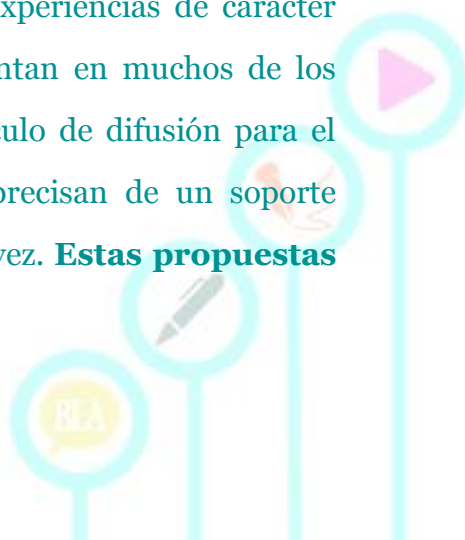 experiencias de carácter
ntan en muchos de los
culo de difusión para el
precisan de un soporte
vez. Estas propuestas
BLA